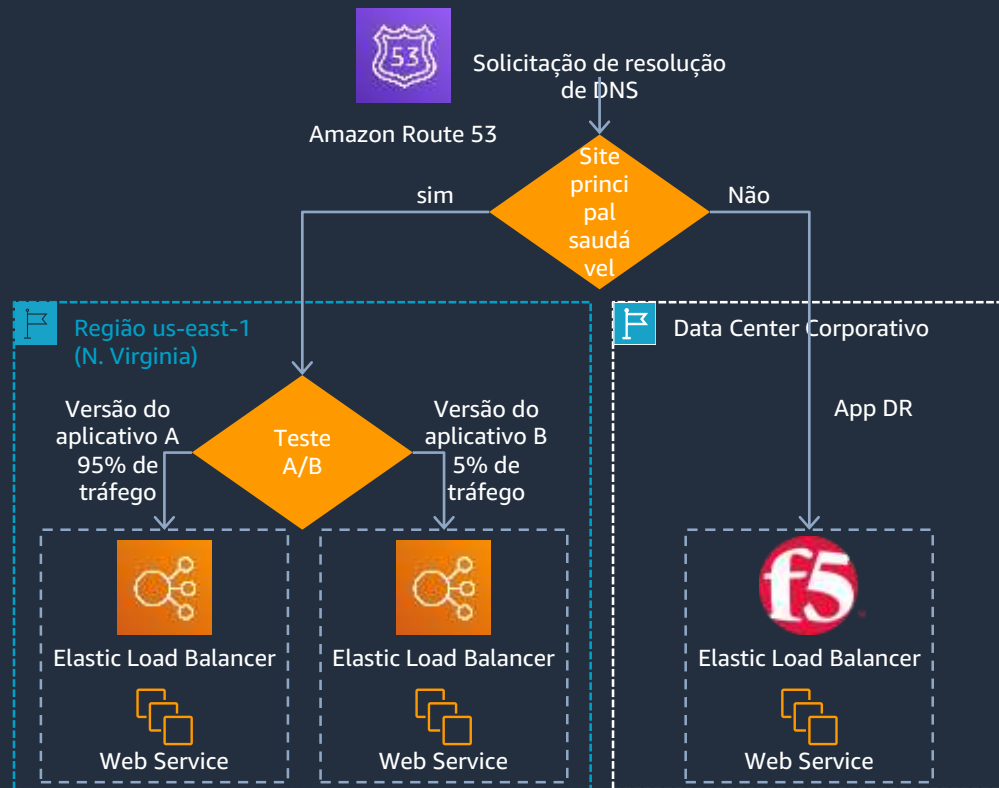 53
Solicitação de resolução
de DNS
Amazon Route 53
Site
princi
pal
saudá
vel
sim
Não
Região us-east-1
(N. Virginia)
Data Center Corporativo
Versão do
aplicativo A
95% de
tráfego
Teste
A/B
Versão do
aplicativo B
5% de
tráfego
App DR
f5
Elastic Load Balancer
Elastic Load Balancer
Elastic Load Balancer
Web Service
Web Service
Web Service